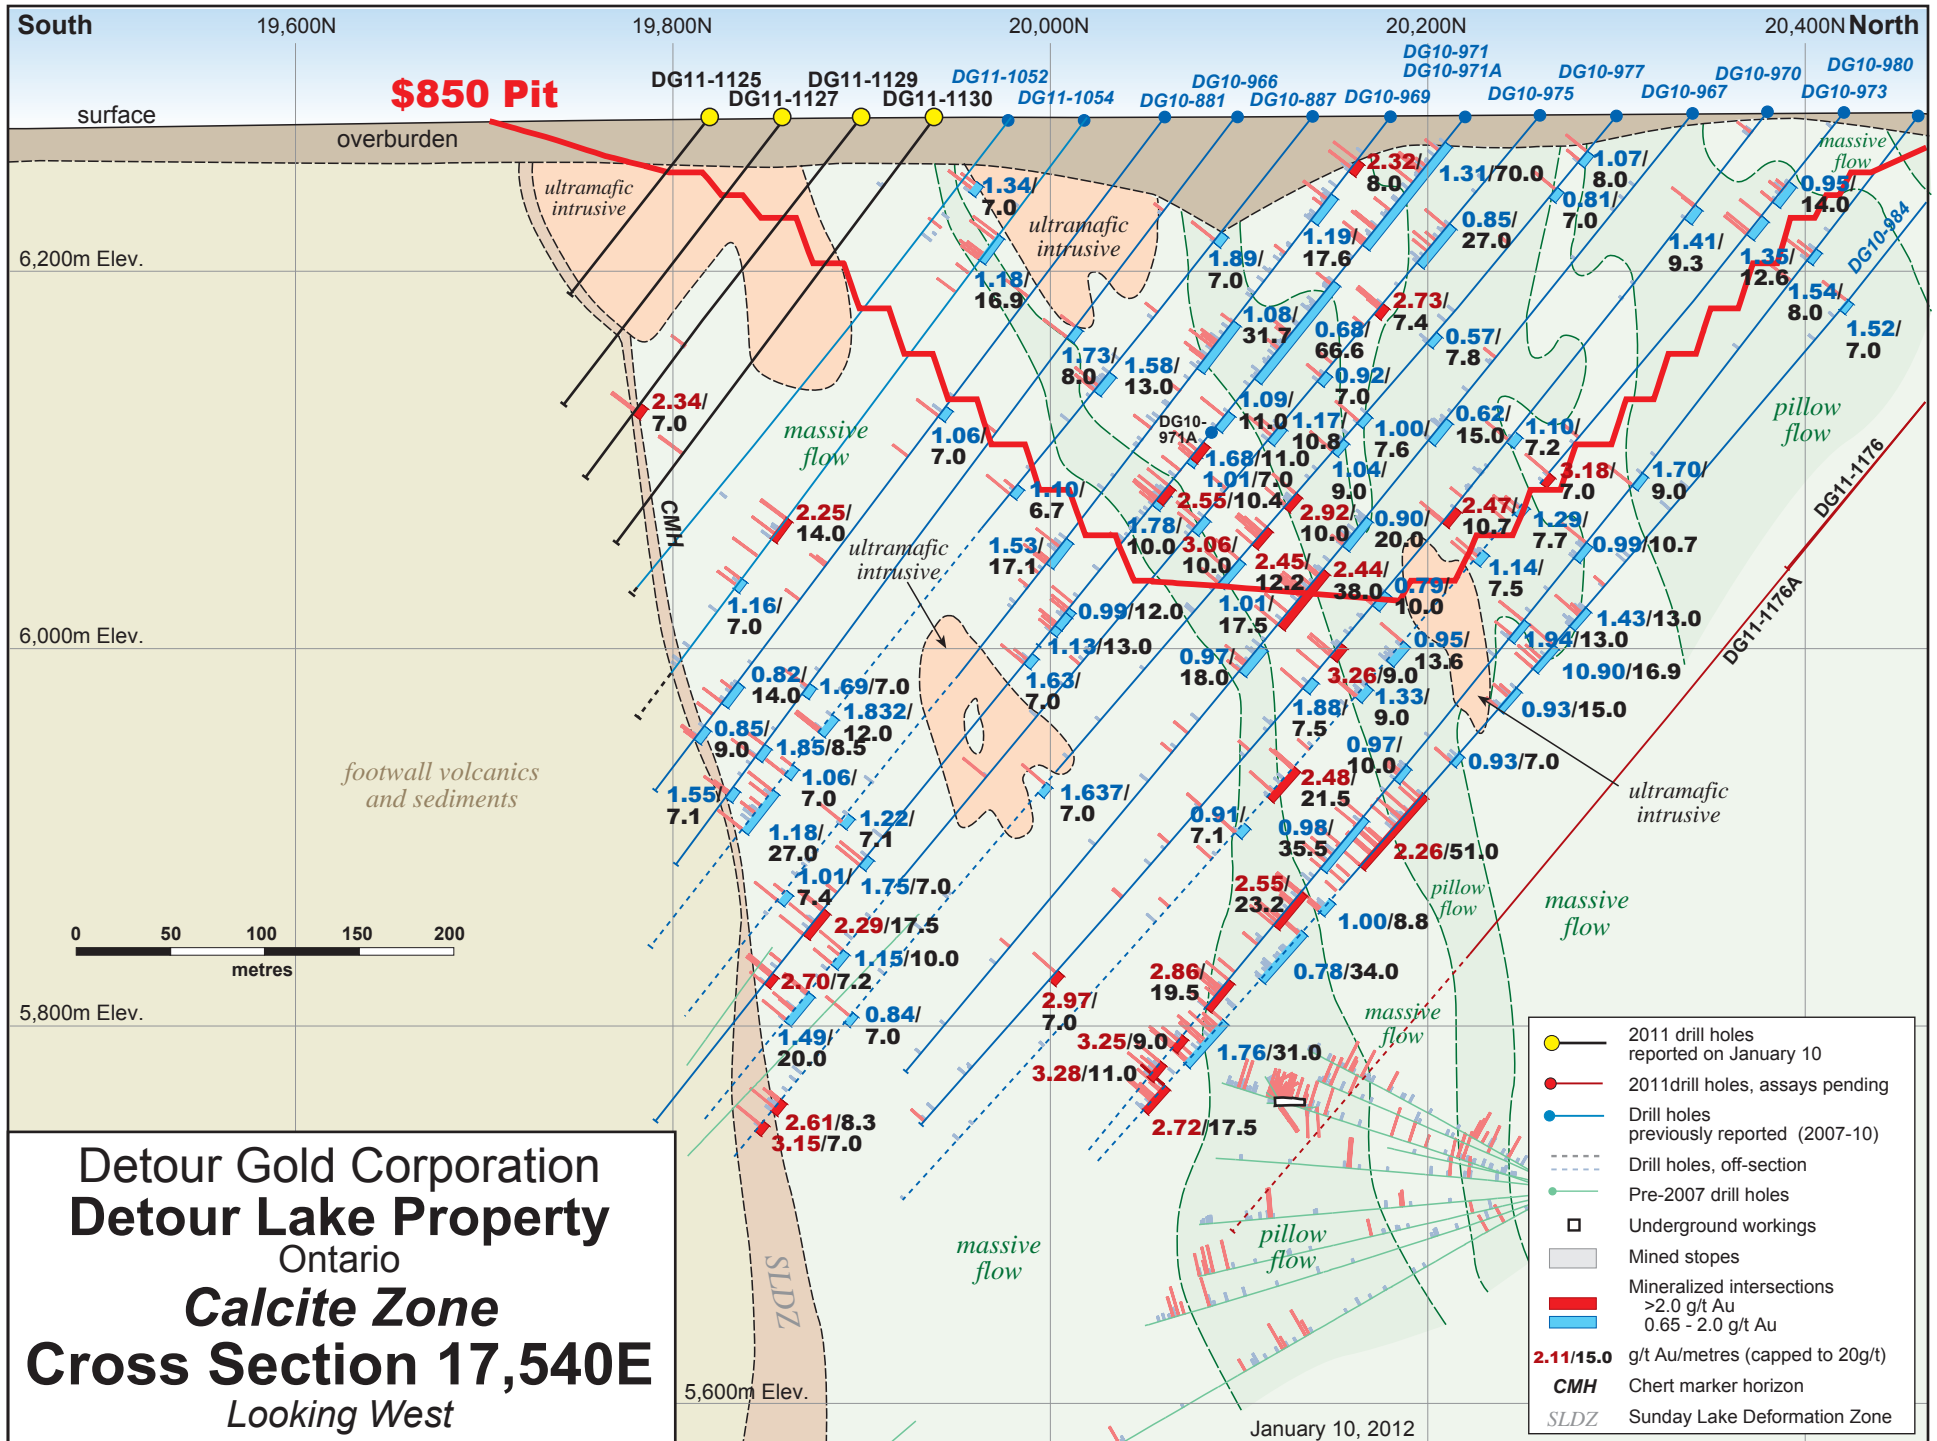 South
19,600N
19,800N
20,000N
20,200N
20,400N
North
DG10-971
DG10-971A
DG11-1125
DG11-1129
DG11-1052
DG10-966
DG10-977
DG10-970
DG10-980
DG11-1127
DG11-1130
DG11-1054
DG10-881
DG10-887
DG10-969
DG10-975
DG10-967
DG10-973
$850 Pit
surface
overburden
massive
flow
ultramafic
intrusive
ultramafic
intrusive
1.34/
7.0
1.18/
16.9
2.32/
8.0
1.31/70.0
1.07/
8.0
0.81/
7.0
0.95/
14.0
1.89/
7.0
1.19/
17.6
0.85/
27.0
1.41/
9.3
1.35/
12.6
DG10-984
6,200m Elev.
1.54/
8.0
1.52/
7.0
1.08/
31.7
0.68/
66.6
2.73/
7.4
0.57/
7.8
1.73/
8.0
1.58/
13.0
0.92/
7.0
2.34/
7.0
massive
flow
1.06/
7.0
DG10-
971A
1.09/
11.0
1.17/
10.8
1.00/
7.6
0.62/
15.0
1.10/
7.2
pillow
flow
1.68/11.0
1.01/7.0
2.55/10.4
1.04/
9.0
3.18/
7.0
1.70/
9.0
DG11-1176
CMH
2.25/
14.0
1.10/
6.7
1.78/
10.0
2.92/
10.0
0.90/
20.0
2.47/
10.7
1.29/
7.7
0.99/10.7
ultramafic
intrusive
1.53/
17.1
3.06/
10.0
2.45/
12.2
2.44/
38.0
0.79/
10.0
1.14/
7.5
1.16/
7.0
0.99/12.0
1.01/
17.5
1.43/13.0
DG11-1176A
6,000m Elev.
1.13/13.0
0.97/
18.0
0.95/
13.6
1.94/13.0
10.90/16.9
0.82/
14.0
1.69/7.0
1.63/
7.0
3.26/9.0
1.33/
9.0
0.93/15.0
1.832/
12.0
1.88/
7.5
0.85/
9.0
1.85/8.5
0.97/
10.0
0.93/7.0
footwall volcanics
and sediments
1.06/
7.0
1.55/
7.1
1.637/
7.0
2.48/
21.5
ultramafic
intrusive
1.18/
27.0
1.22/
7.1
0.91/
7.1
0.98/
35.5
2.26/51.0
1.01/
7.4
1.75/7.0
2.55/
23.2
pillow
flow
massive
flow
2.29/17.5
1.00/8.8
0 50 100 150 200
metres
1.15/10.0
2.70/7.2
2.86/
19.5
0.78/34.0
2.97/
7.0
0.84/
7.0
massive
flow
5,800m Elev.
1.49/
20.0
3.25/9.0
3.28/11.0
1.76/31.0
2.61/8.3
3.15/7.0
2.72/17.5
SLDZ
massive
flow
pillow
flow
5,600m Elev.
January 10, 2012
Detour Gold Corporation
Detour Lake Property
Ontario
Calcite Zone
Cross Section 17,540E
Looking West
2011 drill holes
reported on January 10
2011drill holes, assays pending
Drill holes
previously reported (2007-10)
Drill holes, off-section
Pre-2007 drill holes
Underground workings
Mined stopes
Mineralized intersections
>2.0 g/t Au
0.65 - 2.0 g/t Au
2.11/15.0 g/t Au/metres (capped to 20g/t)
CMH Chert marker horizon
SLDZ Sunday Lake Deformation Zone